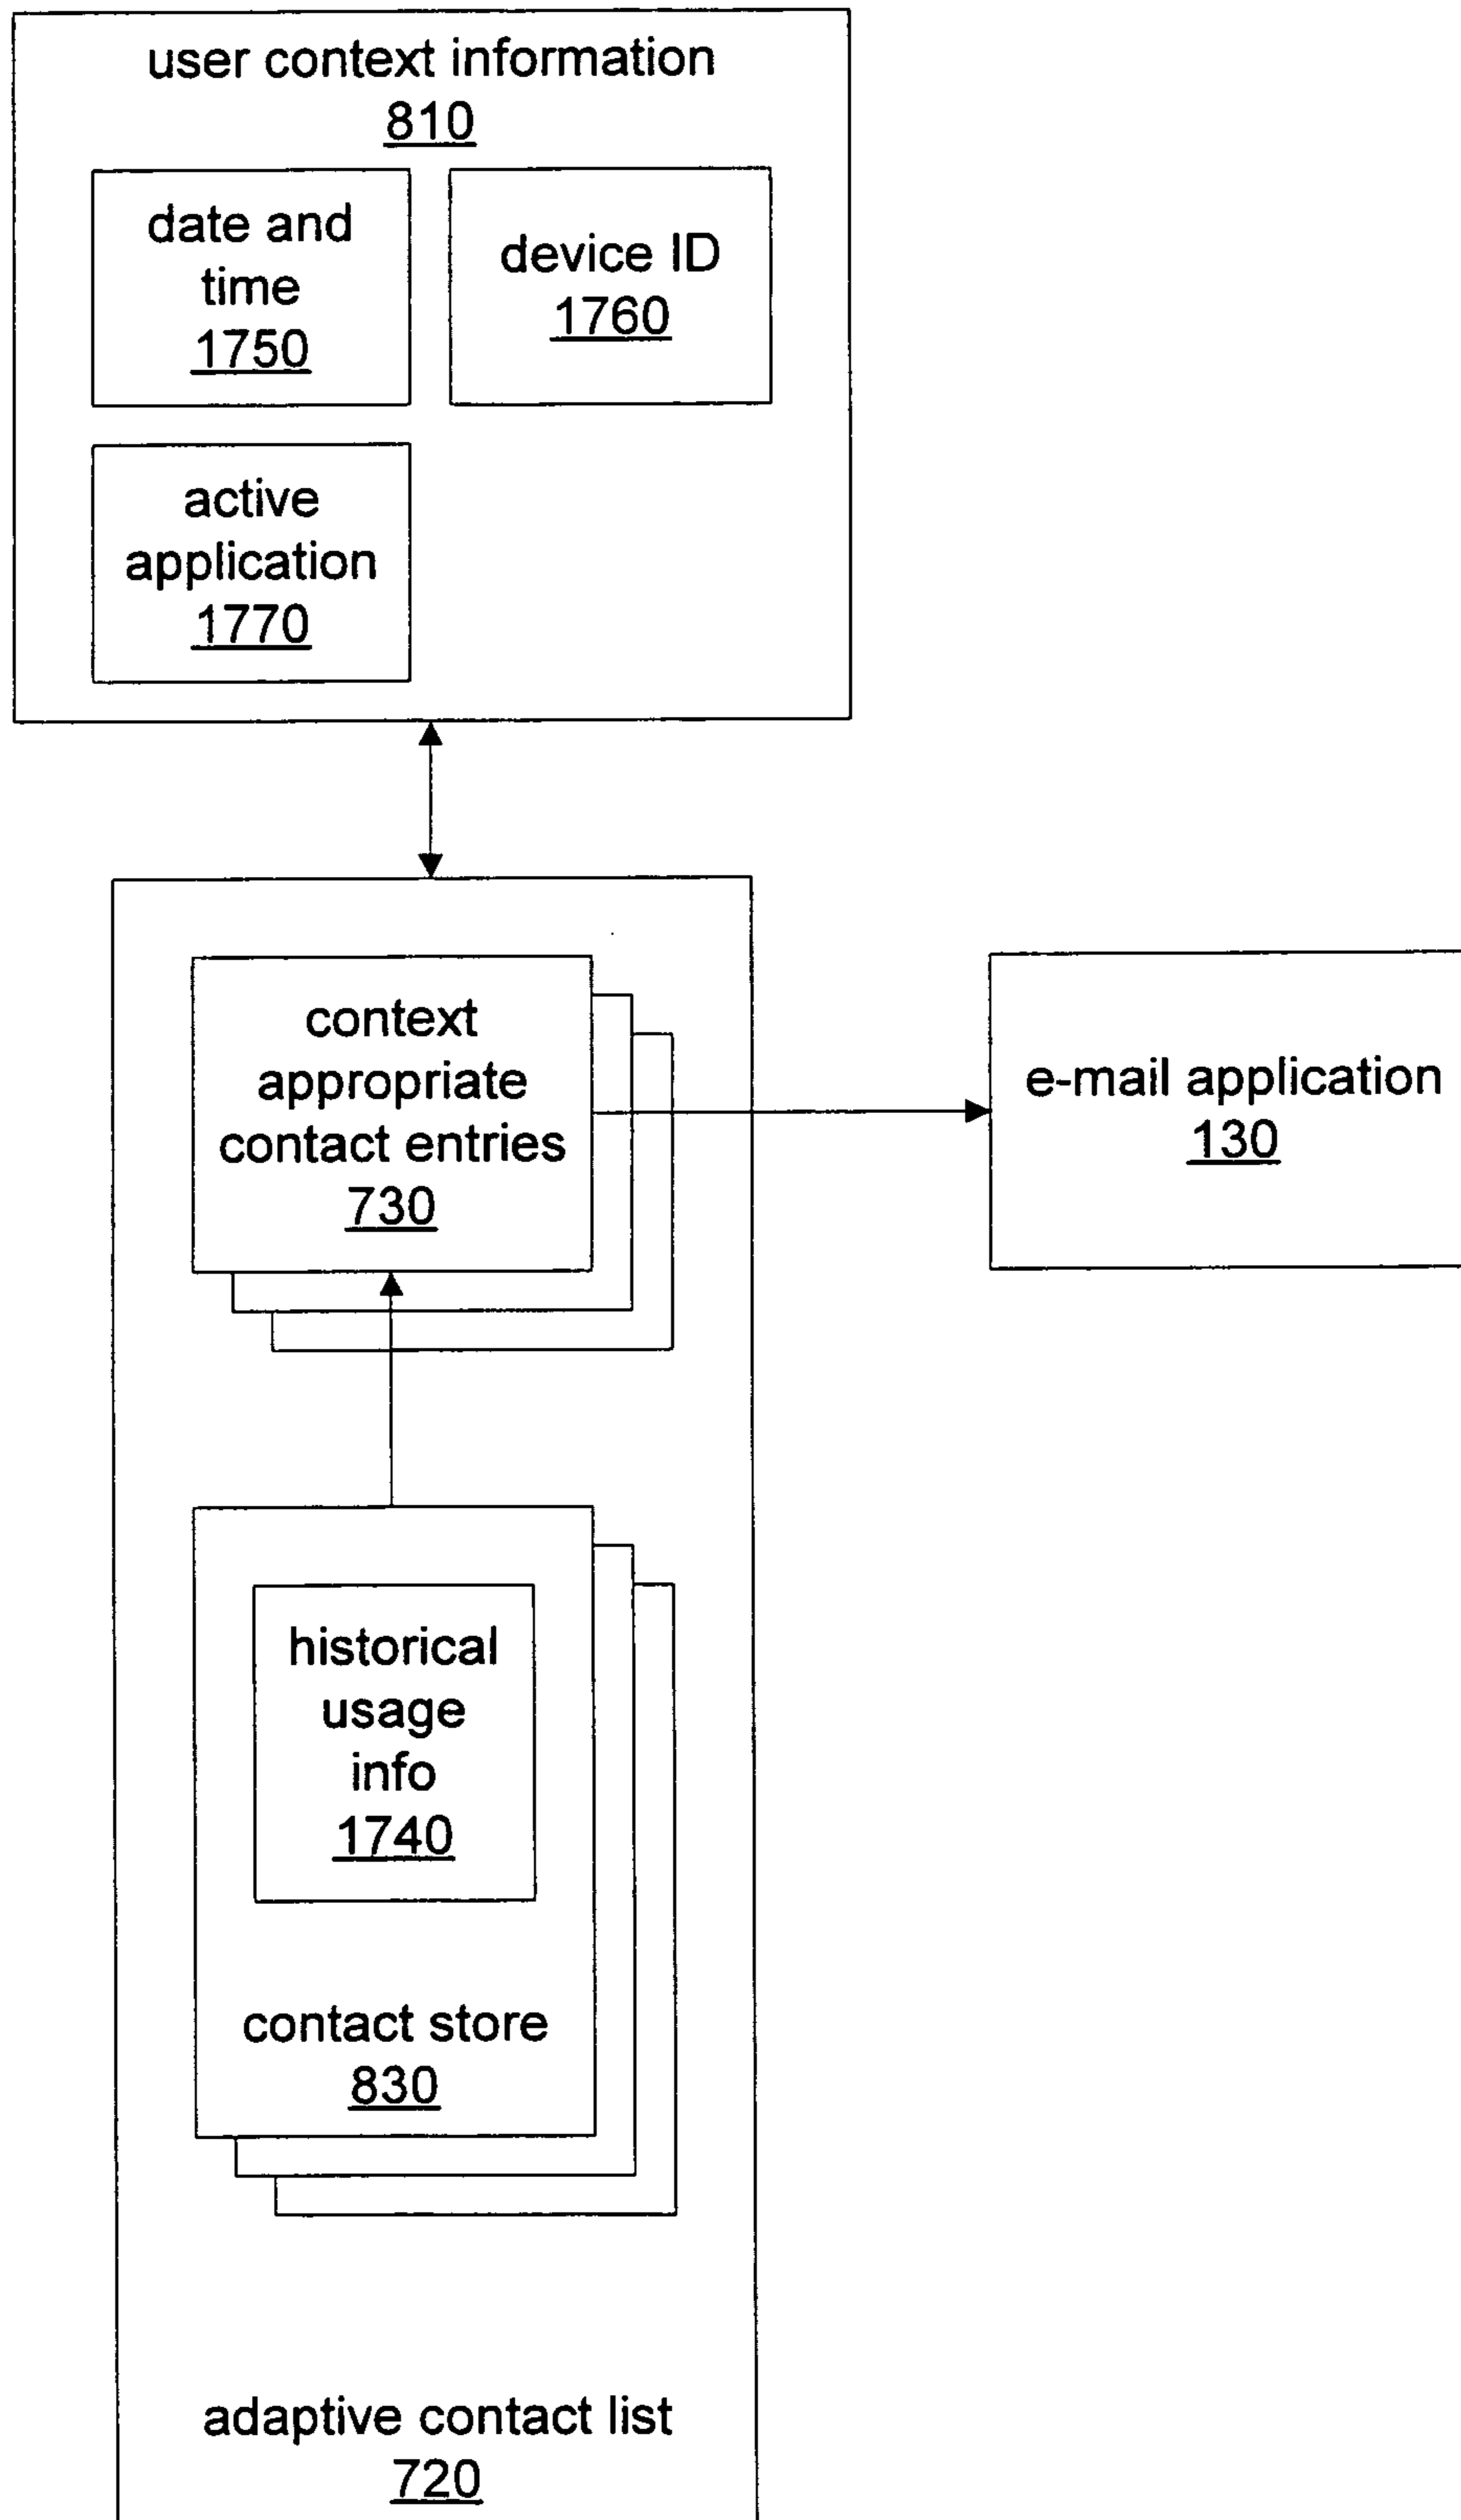 user context information
810
date and
time
1750
device ID
1760
active
application
1770
context
appropriate
contact entries
730
e-mail application
130
historical
usage
info
1740
contact store
830
adaptive contact list
720